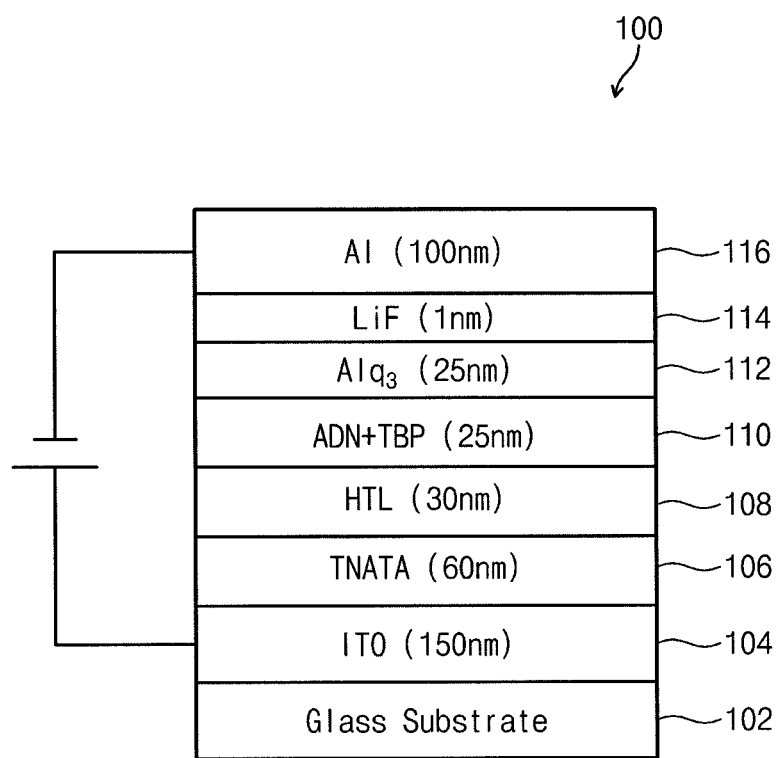 100
Al (100nm) 116
LiF (1nm) 114
Alq₃ (25nm) 112
ADN+TBP (25nm) 110
HTL (30nm) 108
TNATA (60nm) 106
ITO (150nm) 104
Glass Substrate 102